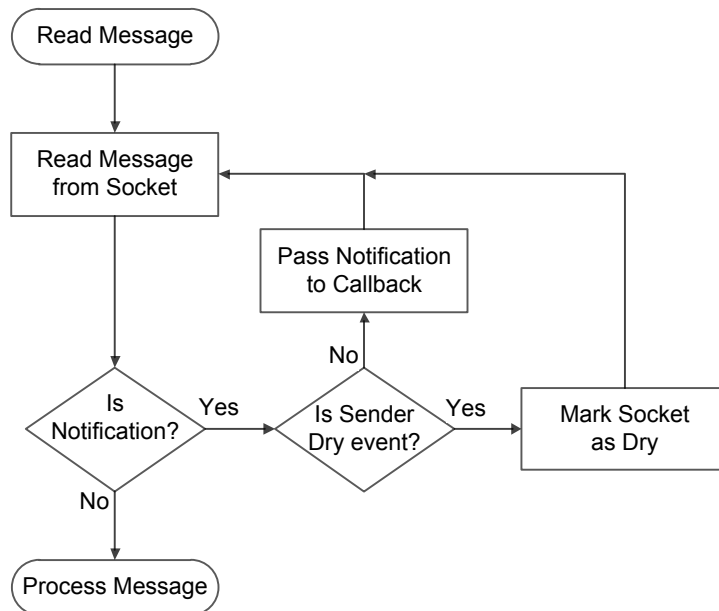 Read Message
Read Message
from Socket
Pass Notification
to Callback
No
Is
Notification?
Yes
Is Sender
Dry event?
Yes
Mark Socket
as Dry
No
Process Message